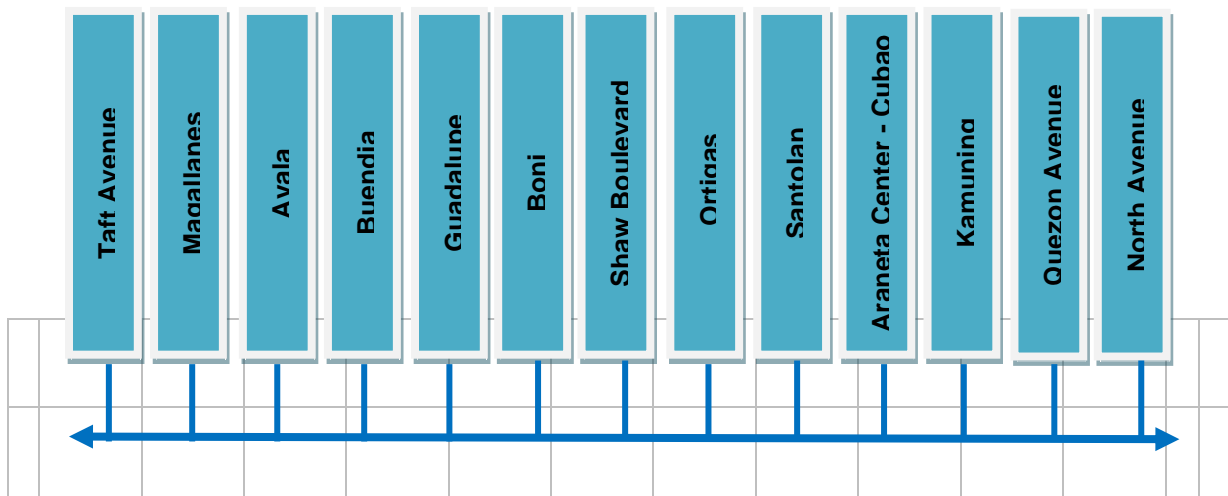 Taft Avenue
Magallanes
Ayala
Buendia
Guadalupe
Boni
Shaw Boulevard
Ortigas
Santolan
Araneta Center - Cubao
Kamuning
Quezon Avenue
North Avenue